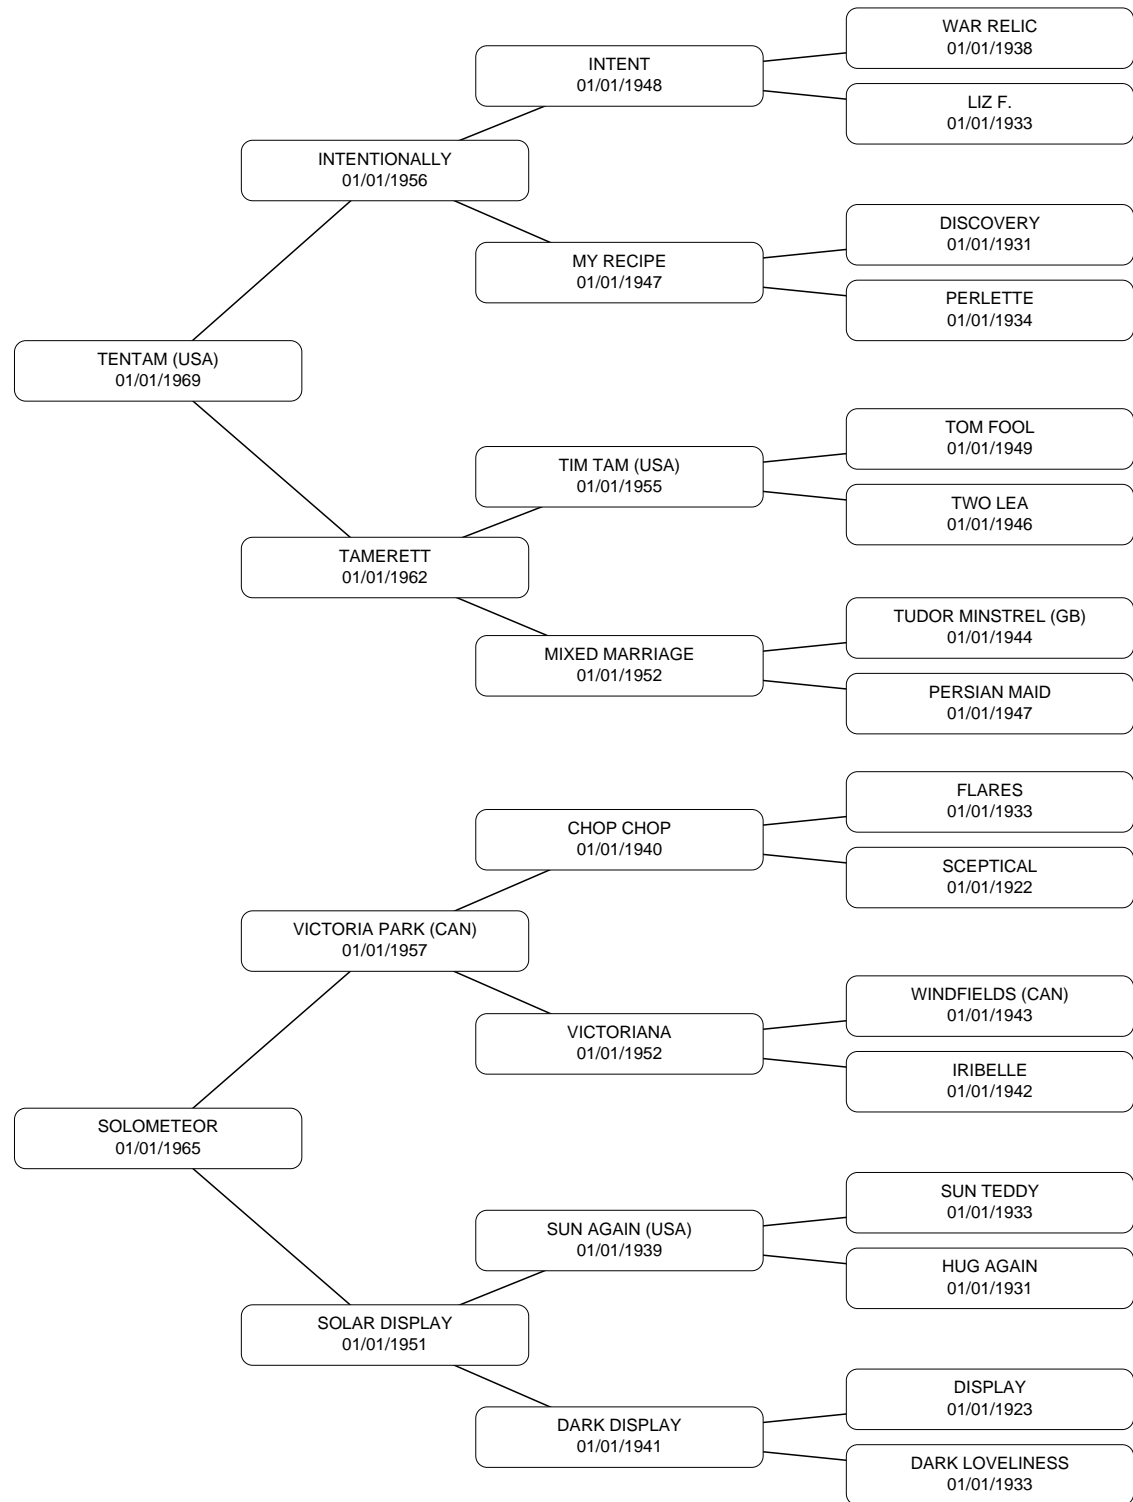 WAR RELIC
01/01/1938
INTENT
01/01/1948
LIZ F.
01/01/1933
INTENTIONALLY
01/01/1956
DISCOVERY
01/01/1931
MY RECIPE
01/01/1947
PERLETTE
01/01/1934
TENTAM (USA)
01/01/1969
TOM FOOL
01/01/1949
TIM TAM (USA)
01/01/1955
TWO LEA
01/01/1946
TAMERETT
01/01/1962
TUDOR MINSTREL (GB)
01/01/1944
MIXED MARRIAGE
01/01/1952
PERSIAN MAID
01/01/1947
FLARES
01/01/1933
CHOP CHOP
01/01/1940
SCEPTICAL
01/01/1922
VICTORIA PARK (CAN)
01/01/1957
WINDFIELDS (CAN)
01/01/1943
VICTORIANA
01/01/1952
IRIBELLE
01/01/1942
SOLOMETEOR
01/01/1965
SUN TEDDY
01/01/1933
SUN AGAIN (USA)
01/01/1939
HUG AGAIN
01/01/1931
SOLAR DISPLAY
01/01/1951
DISPLAY
01/01/1923
DARK DISPLAY
01/01/1941
DARK LOVELINESS
01/01/1933